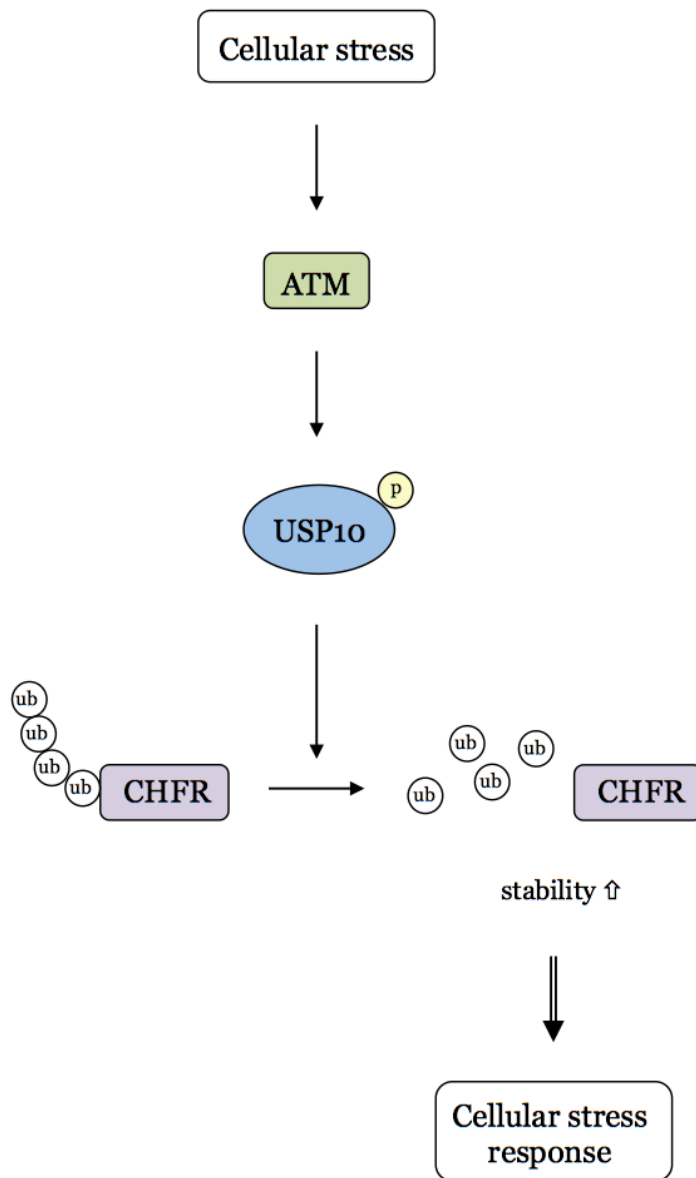 Cellular stress
ATM
p
USP10
ub
ub
ub
ub
CHFR
ub
ub
ub
ub
CHFR
stability ⇧
Cellular stress
response